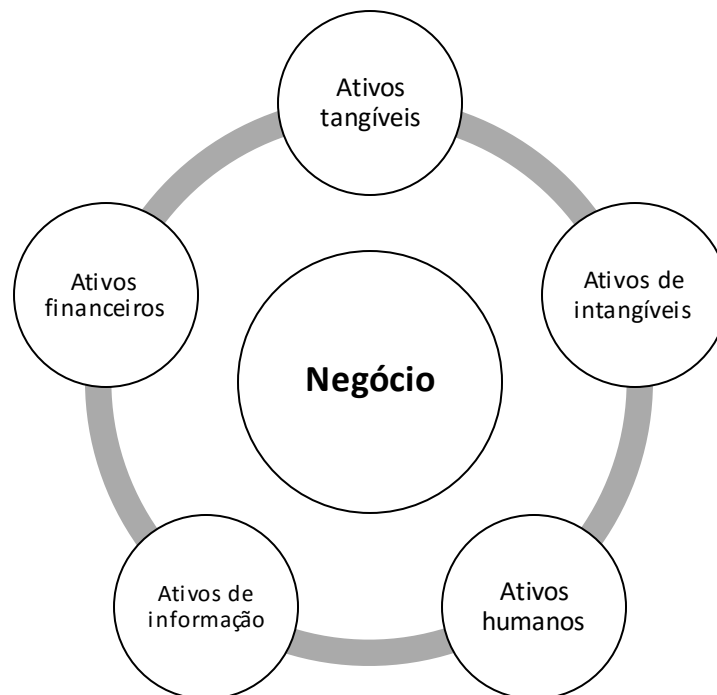 Ativos
tangíveis
Ativos de
intangíveis
Ativos
humanos
Ativos de
informação
Ativos
financeiros
Negócio